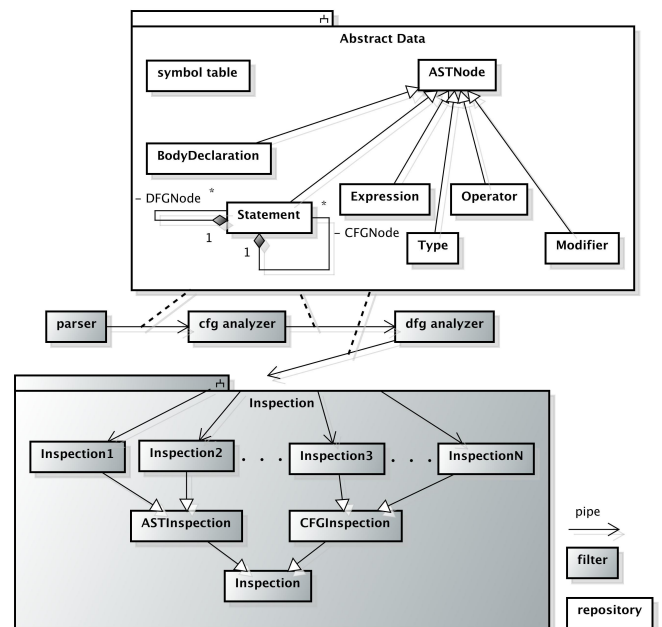 Abstract Data
symbol table
ASTNode
BodyDeclaration
Expression
Operator
– DFGNode
*
Statement
*
– CFGNode
1
1
Type
Modifier
parser
cfg analyzer
dfg analyzer
Inspection
Inspection1
Inspection2
. . .
Inspection3
. . .
InspectionN
ASTInspection
CFGInspection
Inspection
pipe
filter
repository